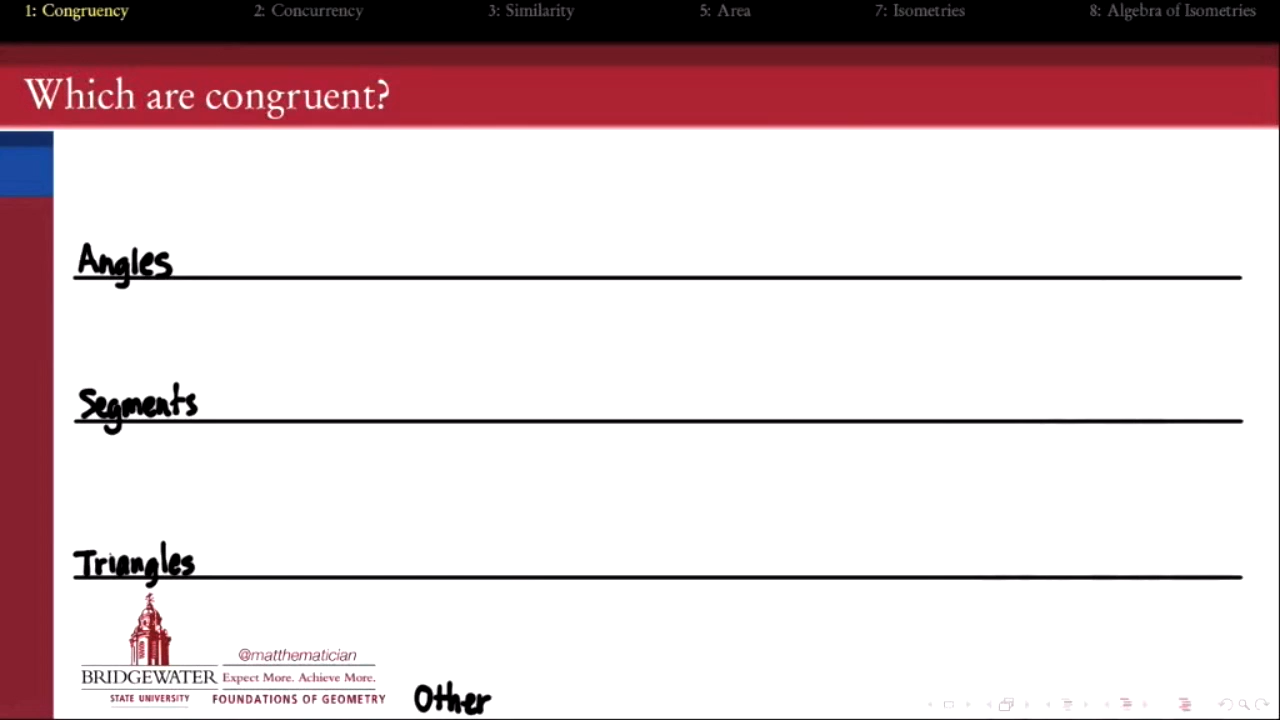 1: Congruency 2: Concurrency 3: Similarity 5: Area 7: Isometries 8: Algebra of Isometries
Which are congruent?
Angles
Segments
Triangles
@matthematician
BRIDGEWATER Expect More. Achieve More.
STATE UNIVERSITY FOUNDATIONS OF GEOMETRY
Other